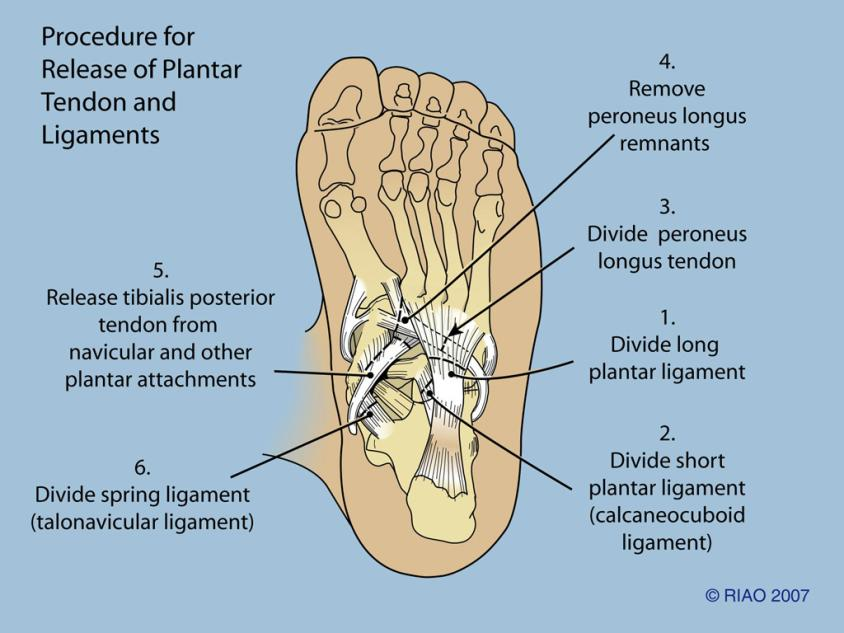 Procedure for
Release of Plantar
Tendon and
Ligaments
4.
Remove
peroneus longus
remnants
3.
Divide peroneus
longus tendon
1.
Divide long
plantar ligament
2.
Divide short
plantar ligament
(calcaneocuboid
ligament)
5.
Release tibialis posterior
tendon from
navicular and other
plantar attachments
6.
Divide spring ligament
(talonavicular ligament)
© RIAO 2007